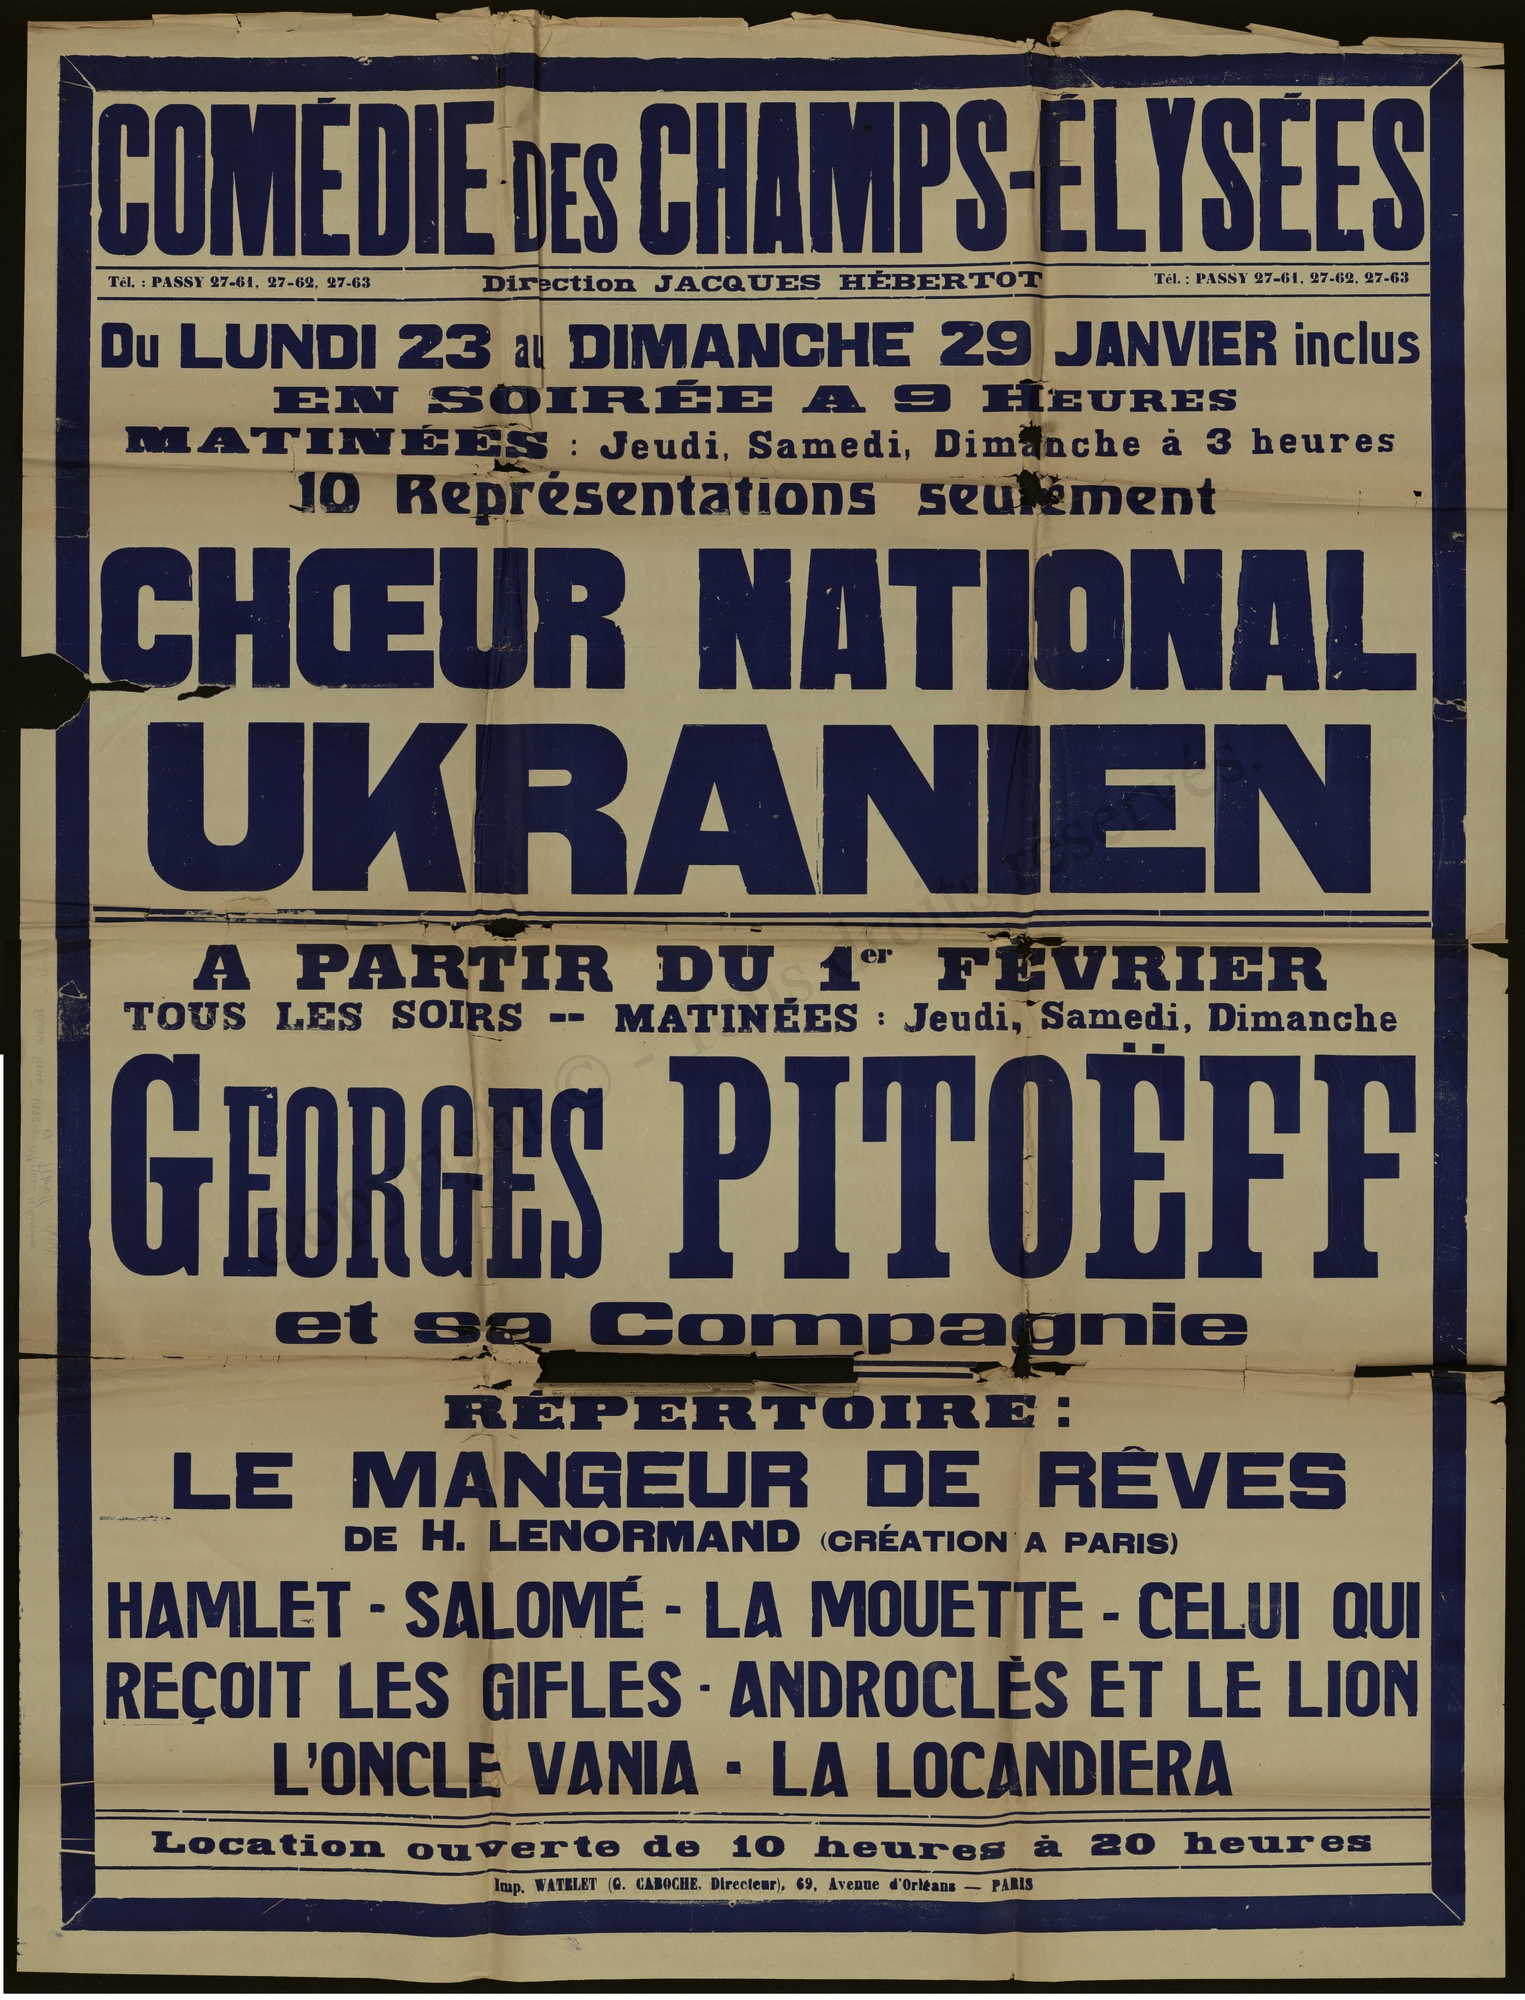 COMÉDIE DES CHAMPS-ÉLYSÉES
Tél. : PASSY 27-61, 27-62, 27-63 Direction JACQUES HÉBERTOT Tél. : PASSY 27-61, 27-62, 27-63
Du LUNDI 23 au DIMANCHE 29 JANVIER inclus
EN SOIRÉE A 9 HEURES
MATINÉES : Jeudi, Samedi, Dimanche à 3 heures
10 Représentations seulement
CHŒUR NATIONAL
UKRANIEN
A PARTIR DU 1er FÉVRIER
TOUS LES SOIRS -- MATINÉES : Jeudi, Samedi, Dimanche
GEORGES PITOËFF
et sa Compagnie
RÉPERTOIRE :
LE MANGEUR DE RÊVES
DE H. LENORMAND (CRÉATION A PARIS)
HAMLET - SALOMÉ - LA MOUETTE - CELUI QUI
REÇOIT LES GIFLES - ANDROCLÈS ET LE LION
L'ONCLE VANIA - LA LOCANDIERA
Location ouverte de 10 heures à 20 heures
Imp. WATELET (G. CABOCHE, Directeur), 69, Avenue d'Orléans — PARIS
Copyright © - Tous droits réservés.